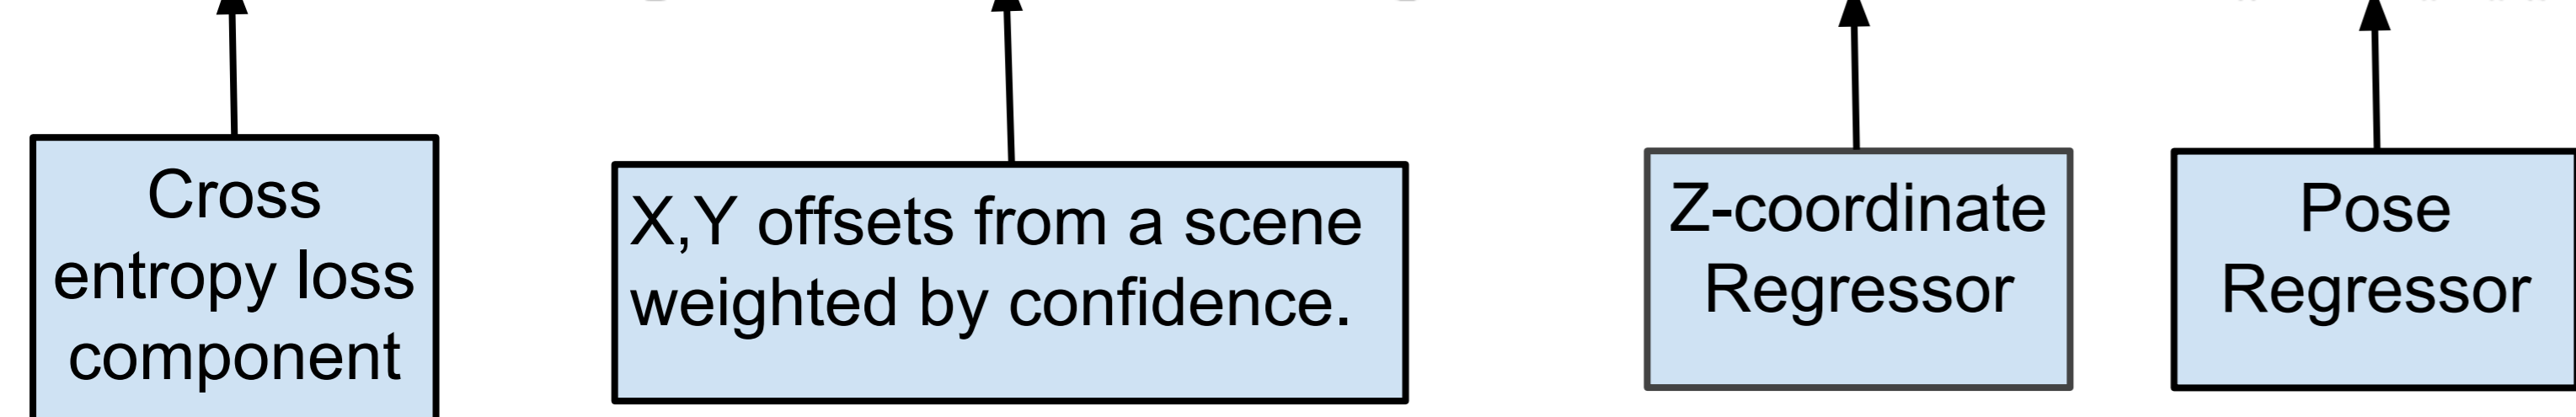 Cross
entropy loss
component
X,Y offsets from a scene
weighted by confidence.
Z-coordinate
Regressor
Pose
Regressor